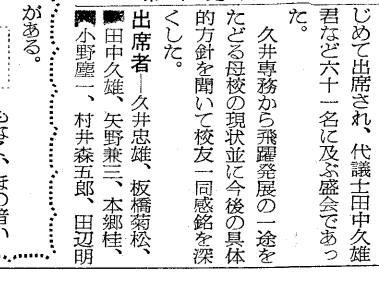 じめて出席され、代議士田中久雄
君など六十一名に及ぶ盛会であっ
た。
久井専務から飛躍発展の一途を
たどる母校の現状並に今後の具体
的方針を聞いて校友一同感銘を深
くした。
出席者―久井忠雄、板橋菊松、
田中久雄、矢野兼三、本郷桂、
小野塵一、村井森五郎、田辺明
がある。